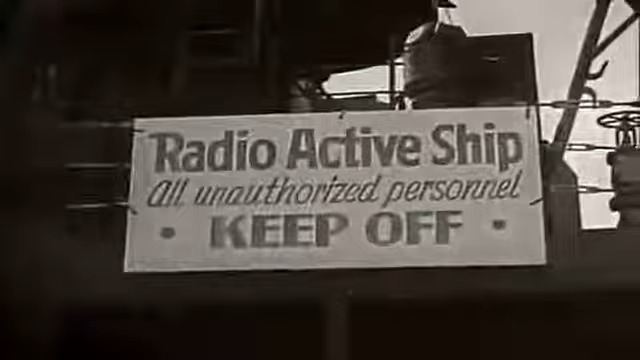 Radio Active Ship
All unauthorized personnel
• KEEP OFF •